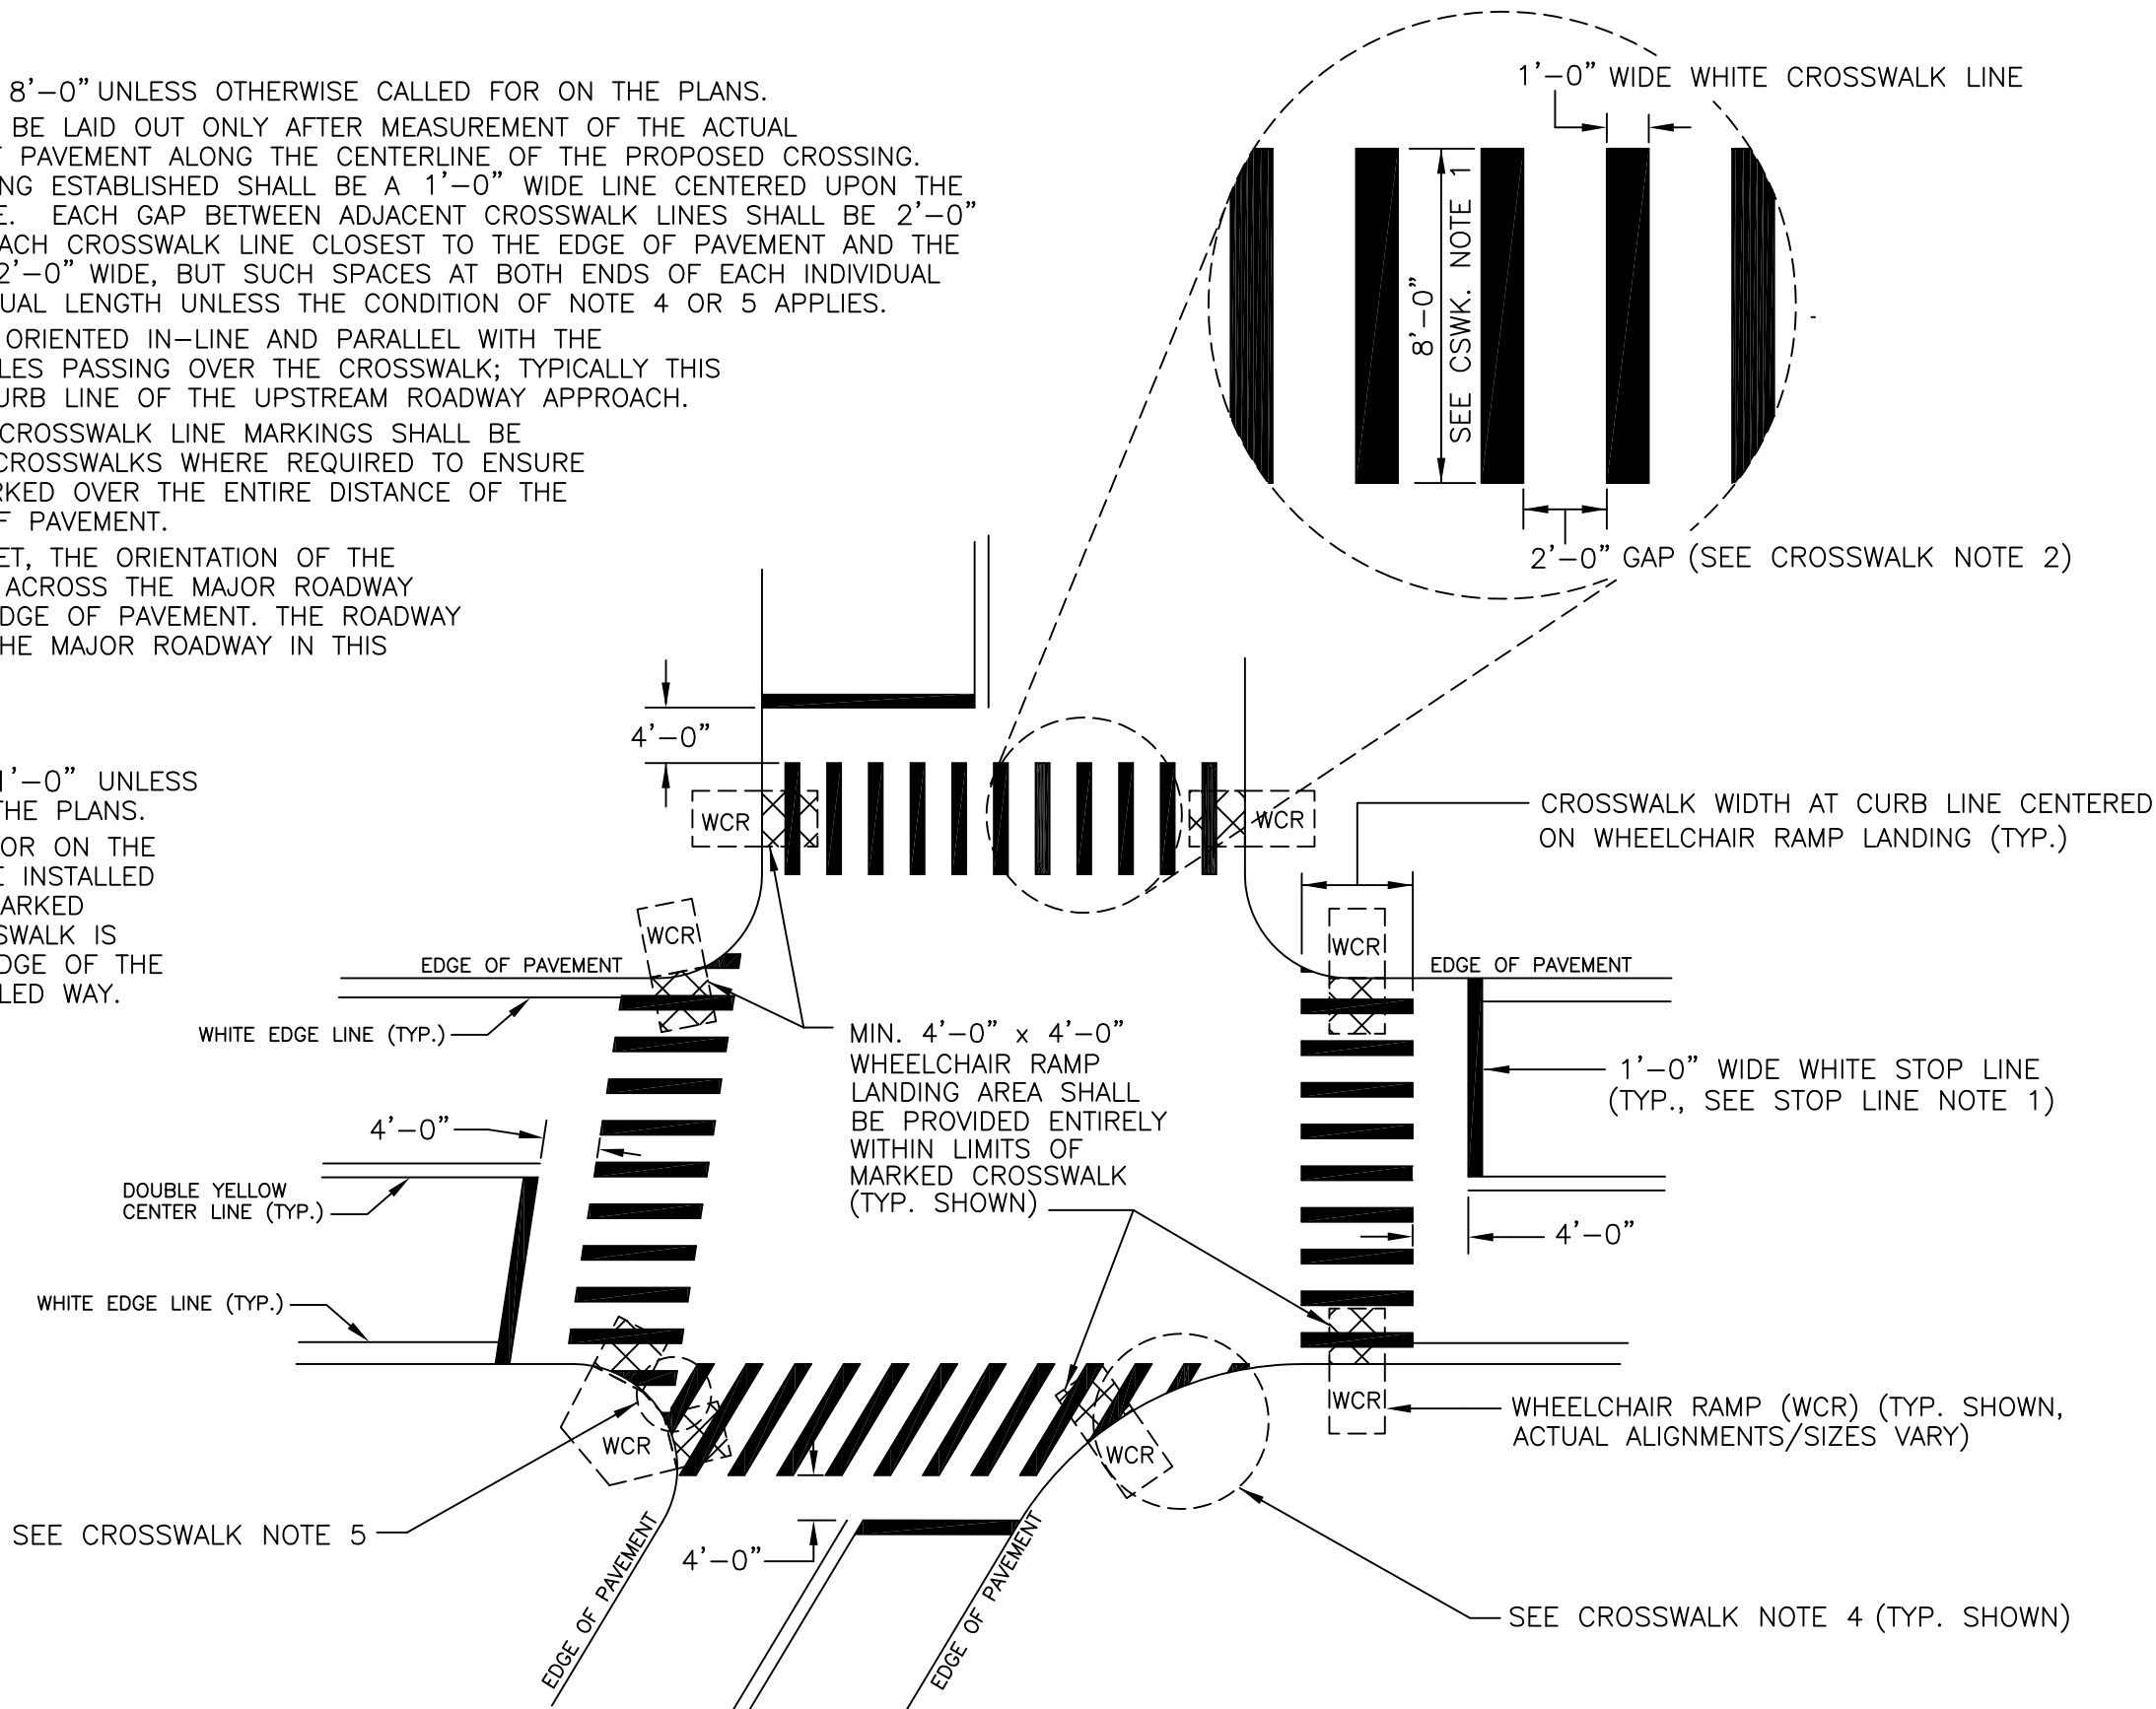 8'-0" UNLESS OTHERWISE CALLED FOR ON THE PLANS.
BE LAID OUT ONLY AFTER MEASUREMENT OF THE ACTUAL
PAVEMENT ALONG THE CENTERLINE OF THE PROPOSED CROSSING.
ESTABLISHED SHALL BE A 1'-0" WIDE LINE CENTERED UPON THE
EACH GAP BETWEEN ADJACENT CROSSWALK LINES SHALL BE 2'-0"
CROSSWALK LINE CLOSEST TO THE EDGE OF PAVEMENT AND THE
2'-0" WIDE, BUT SUCH SPACES AT BOTH ENDS OF EACH INDIVIDUAL
LENGTH UNLESS THE CONDITION OF NOTE 4 OR 5 APPLIES.
ORIENTED IN-LINE AND PARALLEL WITH THE
PASSING OVER THE CROSSWALK; TYPICALLY THIS
LINE OF THE UPSTREAM ROADWAY APPROACH.
CROSSWALK LINE MARKINGS SHALL BE
CROSSWALKS WHERE REQUIRED TO ENSURE
OVER THE ENTIRE DISTANCE OF THE
PAVEMENT.
THE ORIENTATION OF THE
ACROSS THE MAJOR ROADWAY
OF PAVEMENT. THE ROADWAY
MAJOR ROADWAY IN THIS
1'-0" UNLESS
THE PLANS.
OR ON THE
INSTALLED
IS
OF THE
WAY.
1'-0" WIDE WHITE CROSSWALK LINE
8'-0"
SEE CSWK. NOTE 1
2'-0" GAP (SEE CROSSWALK NOTE 2)
4'-0"
WCR
WCR
CROSSWALK WIDTH AT CURB LINE CENTERED
ON WHEELCHAIR RAMP LANDING (TYP.)
WCR
WCR
EDGE OF PAVEMENT
EDGE OF PAVEMENT
WHITE EDGE LINE (TYP.)
MIN. 4'-0" x 4'-0"
WHEELCHAIR RAMP
LANDING AREA SHALL
BE PROVIDED ENTIRELY
WITHIN LIMITS OF
MARKED CROSSWALK
(TYP. SHOWN)
1'-0" WIDE WHITE STOP LINE
(TYP., SEE STOP LINE NOTE 1)
4'-0"
DOUBLE YELLOW
CENTER LINE (TYP.)
4'-0"
WHITE EDGE LINE (TYP.)
WCR
WCR
WCR
WHEELCHAIR RAMP (WCR) (TYP. SHOWN,
ACTUAL ALIGNMENTS/SIZES VARY)
SEE CROSSWALK NOTE 5
4'-0"
EDGE OF PAVEMENT
EDGE OF PAVEMENT
SEE CROSSWALK NOTE 4 (TYP. SHOWN)